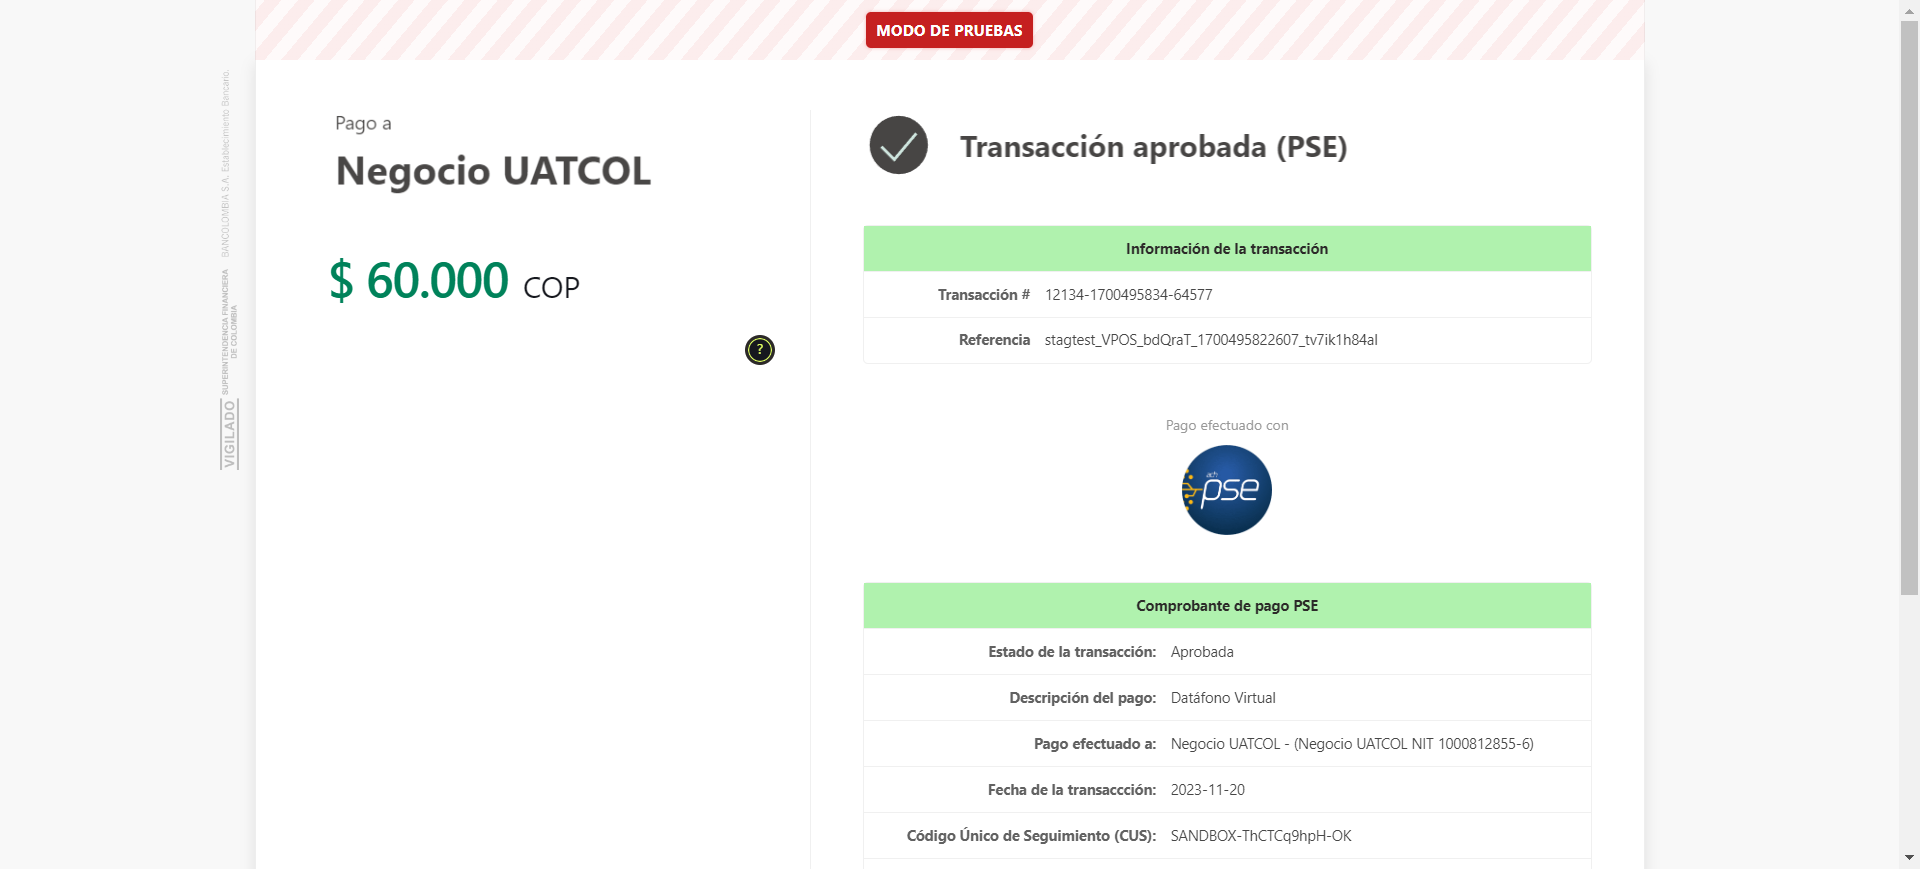 MODO DE PRUEBAS
VIGILADO SUPERINTENDENCIA FINANCIERA
DE COLOMBIA
BANCOLOMBIA S.A. Establecimiento Bancario.
Pago a
Negocio UATCOL
$ 60.000 COP
?
Transacción aprobada (PSE)
Información de la transacción
Transacción # 12134-1700495834-64577
Referencia stagtest_VPOS_bdQraT_1700495822607_tv7ik1h84al
Pago efectuado con
ach
pse
Comprobante de pago PSE
Estado de la transacción: Aprobada
Descripción del pago: Datáfono Virtual
Pago efectuado a: Negocio UATCOL - (Negocio UATCOL NIT 1000812855-6)
Fecha de la transaccción: 2023-11-20
Código Único de Seguimiento (CUS): SANDBOX-ThCTCq9hpH-OK